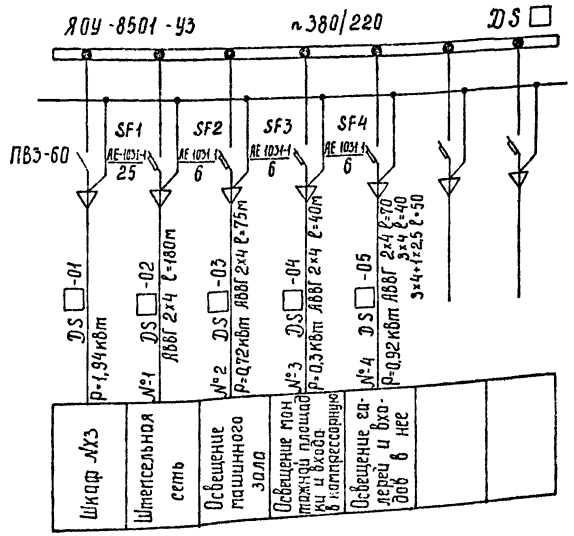 ЯОУ-8501-У3
~380/220
DS □
SF1
SF2
SF3
SF4
ПВЗ-60
АЕ-1031-1
25
АЕ 1031-1
6
АЕ 1031-1
6
АЕ 1031-1
6
DS □-01
P=1,94кВт
№1 DS □-02
АВВГ 2×4 ℓ=180м
№2 DS □-03
P=0,72кВт АВВГ 2×4 ℓ=75м
№3 DS □-04
P=0,3кВт АВВГ 2×4 ℓ=40м
№4 DS □-05
P=0,92кВт АВВГ 2×4 ℓ=70
3×4 ℓ=40
3×4+1×2.5 ℓ=50
Шкаф №ХЗ
Штепсельная
сеть
Освещение
машинного
зала
Освещение мон
тажной площад
ки и входа
в компрессорную
Освещение га-
лерей и вхо-
дов в нее